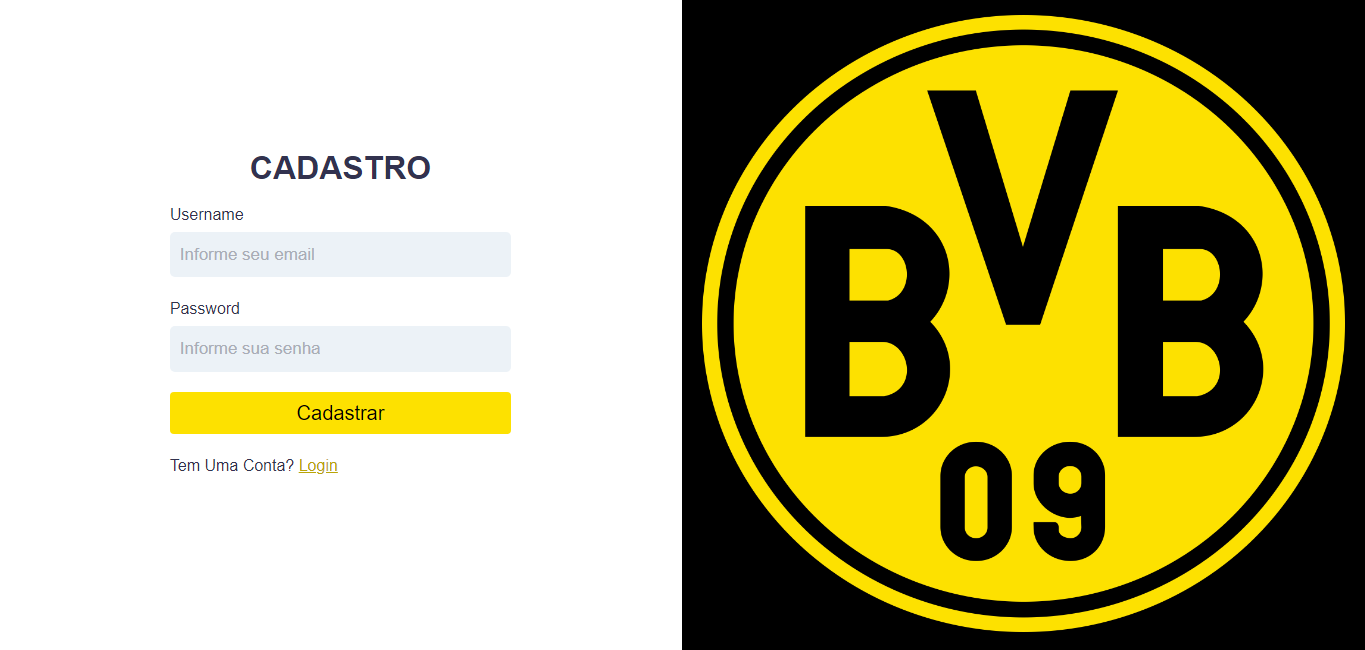 CADASTRO
Username
Informe seu email
Password
Informe sua senha
Cadastrar
Tem Uma Conta? Login
BVB
09